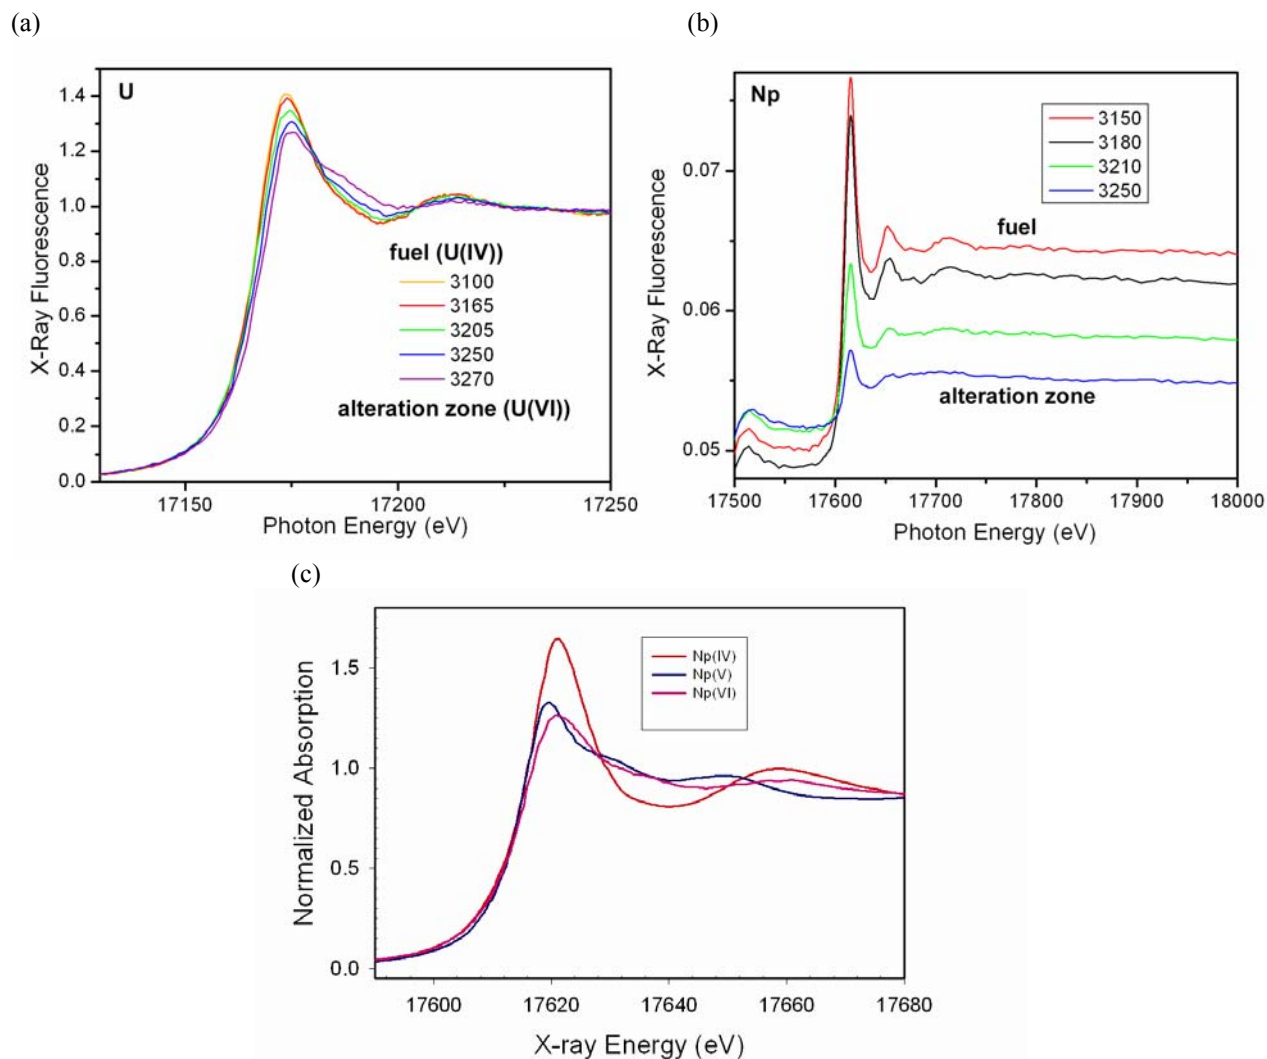 (a)
U
1.4
1.2
1.0
0.8
0.6
0.4
0.2
0.0
X-Ray Fluorescence
fuel (U(IV))
3100
3165
3205
3250
3270
alteration zone (U(VI))
17150
17200
17250
Photon Energy (eV)
(b)
Np
3150
3180
3210
3250
0.07
0.06
0.05
X-Ray Fluorescence
fuel
alteration zone
17500
17600
17700
17800
17900
18000
Photon Energy (eV)
(c)
Np(IV)
Np(V)
Np(VI)
1.5
1.0
0.5
0.0
Normalized Absorption
17600
17620
17640
17660
17680
X-ray Energy (eV)